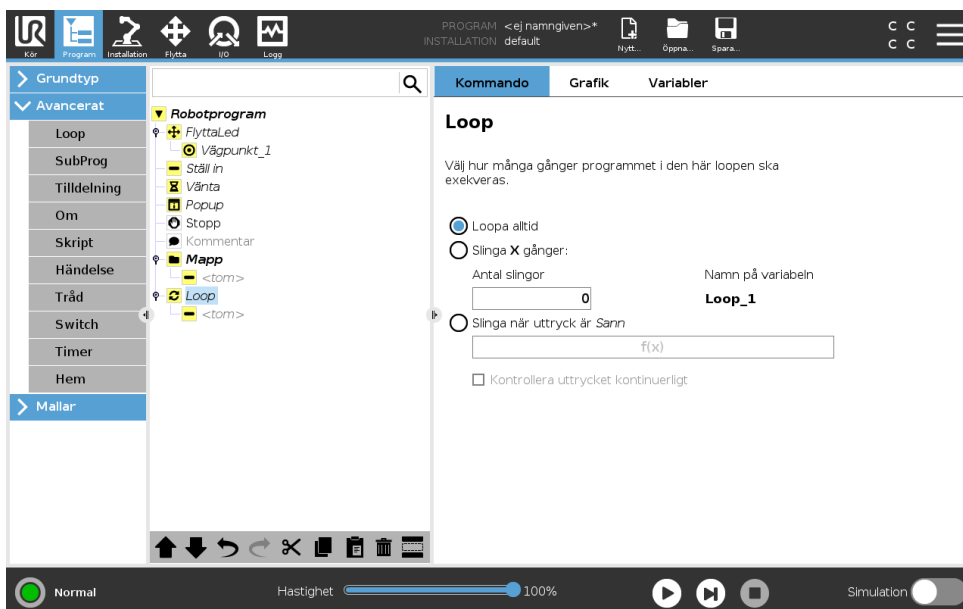 PROGRAM <ej namngiven>*
INSTALLATION default
UR
Kör
Program
Installation
Flytta
I/O
Logg
Nytt...
Öppna...
Spara...
C C
C C
Grundtyp
Avancerat
Loop
SubProg
Tilldelning
Om
Skript
Händelse
Tråd
Switch
Timer
Hem
Mallar
Robotprogram
FlyttaLed
Vägpunkt_1
Ställ in
Vänta
Popup
Stopp
Kommentar
Mapp
<tom>
Loop
<tom>
Kommando Grafik Variabler
Loop
Välj hur många gånger programmet i den här loopen ska
exekveras.
Loopa alltid
Slinga X gånger:
Antal slingor Namn på variabeln
0 Loop_1
Slinga när uttryck är Sann
f(x)
Kontrollera uttrycket kontinuerligt
Normal
Hastighet 100%
Simulation